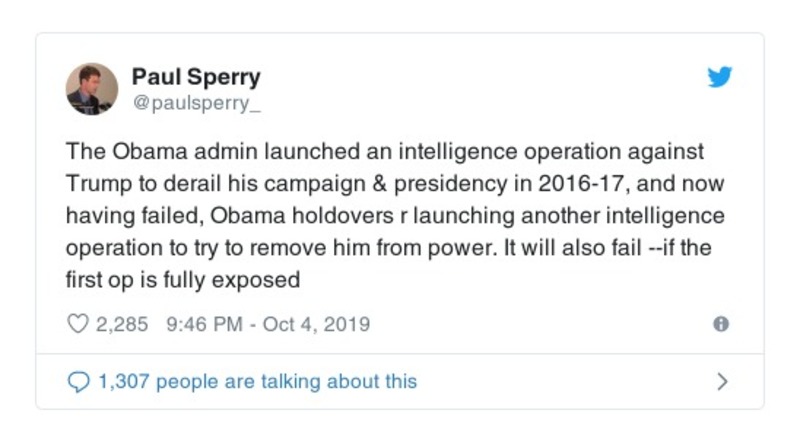 Paul Sperry
@paulsperry_
The Obama admin launched an intelligence operation against
Trump to derail his campaign & presidency in 2016-17, and now
having failed, Obama holdovers r launching another intelligence
operation to try to remove him from power. It will also fail --if the
first op is fully exposed
2,285 9:46 PM - Oct 4, 2019
1,307 people are talking about this